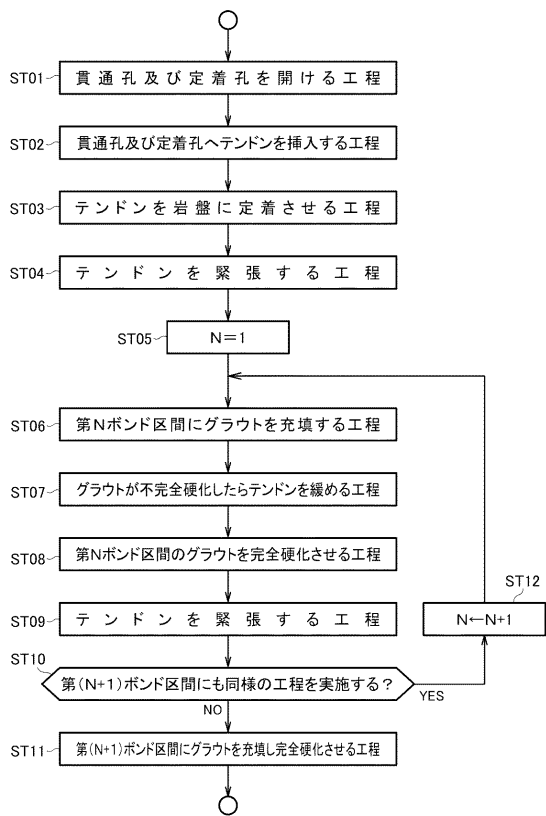 ST01 貫通孔及び定着孔を開ける工程
ST02 貫通孔及び定着孔へテンドンを挿入する工程
ST03 テンドンを岩盤に定着させる工程
ST04 テンドンを緊張する工程
ST05 N＝1
ST06 第Nボンド区間にグラウトを充填する工程
ST07 グラウトが不完全硬化したらテンドンを緩める工程
ST08 第Nボンド区間のグラウトを完全硬化させる工程
ST12
ST09 テンドンを緊張する工程
N←N+1
ST10
第(N+1)ボンド区間にも同様の工程を実施する？
YES
NO
ST11 第(N+1)ボンド区間にグラウトを充填し完全硬化させる工程